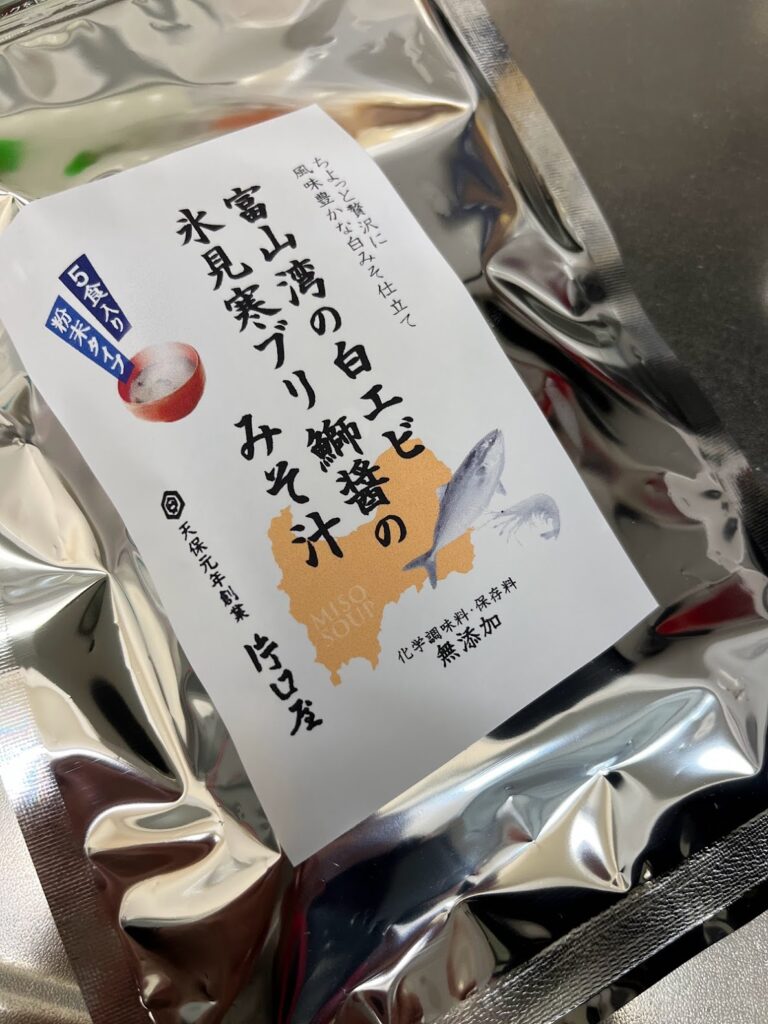 ちょっと贅沢に
風味豊かな白みそ仕立て
富山湾の白エビ
氷見寒ブリ鰤醤の
みそ汁
5食入り
粉末タイプ
MISO
SOUP
化学調味料・保存料
無添加
天保元年創業
片口屋